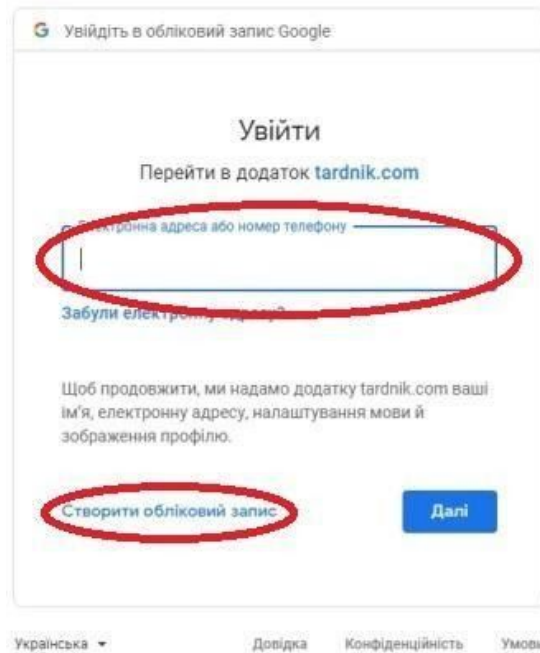 Увійдіть в обліковий запис Google
Увійти
Перейти в додаток tardnik.com
Електронна адреса або номер телефону
Забули електронну адресу?
Щоб продовжити, ми надамо додатку tardnik.com ваші
ім'я, електронну адресу, налаштування мови й
зображення профілю.
Створити обліковий запис Далі
Українська Довідка Конфіденційність Умови